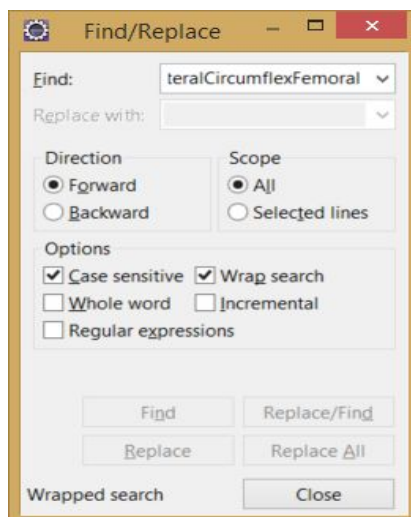 Find/Replace
Find: teralCircumflexFemoral
Replace with:
Direction Scope
Forward All
Backward Selected lines
Options
Case sensitive Wrap search
Whole word Incremental
Regular expressions
Find Replace/Find
Replace Replace All
Wrapped search Close